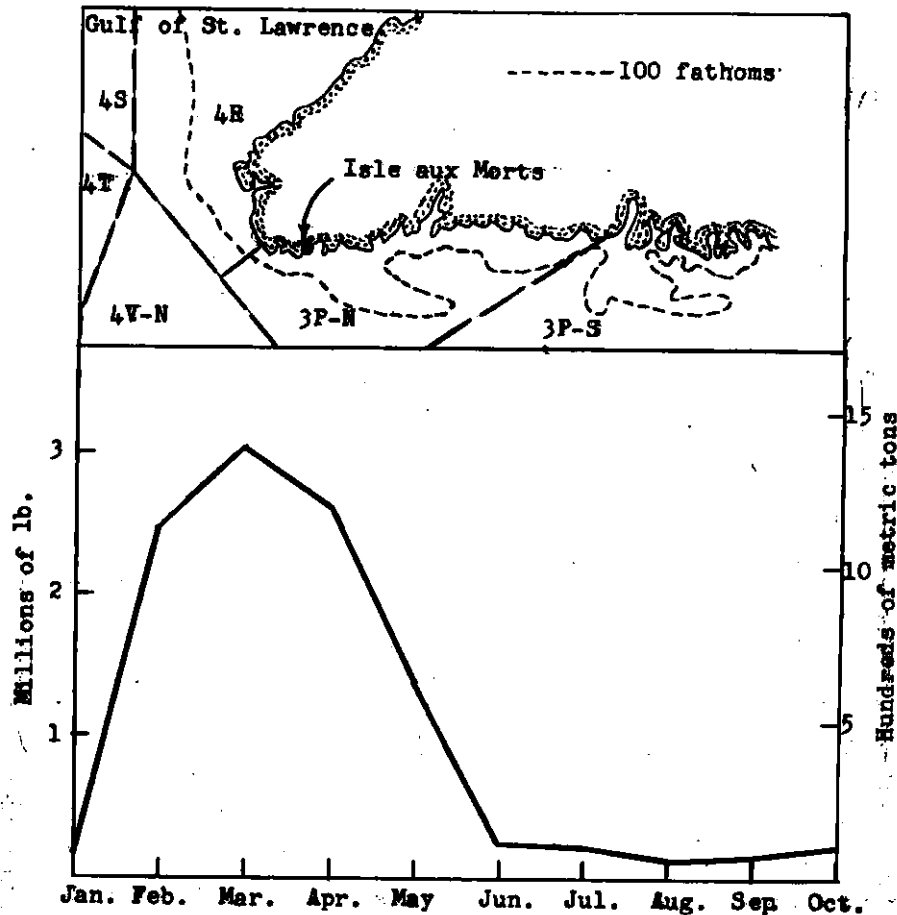 Gulf of St. Lawrence
100 fathoms
4S
4R
Isle aux Morts
4T
4V-N
3P-N
3P-S
15
3
10
2
5
1
Millions of lb.
Hundreds of metric tons
Jan. Feb. Mar. Apr. May Jun. Jul. Aug. Sep Oct.